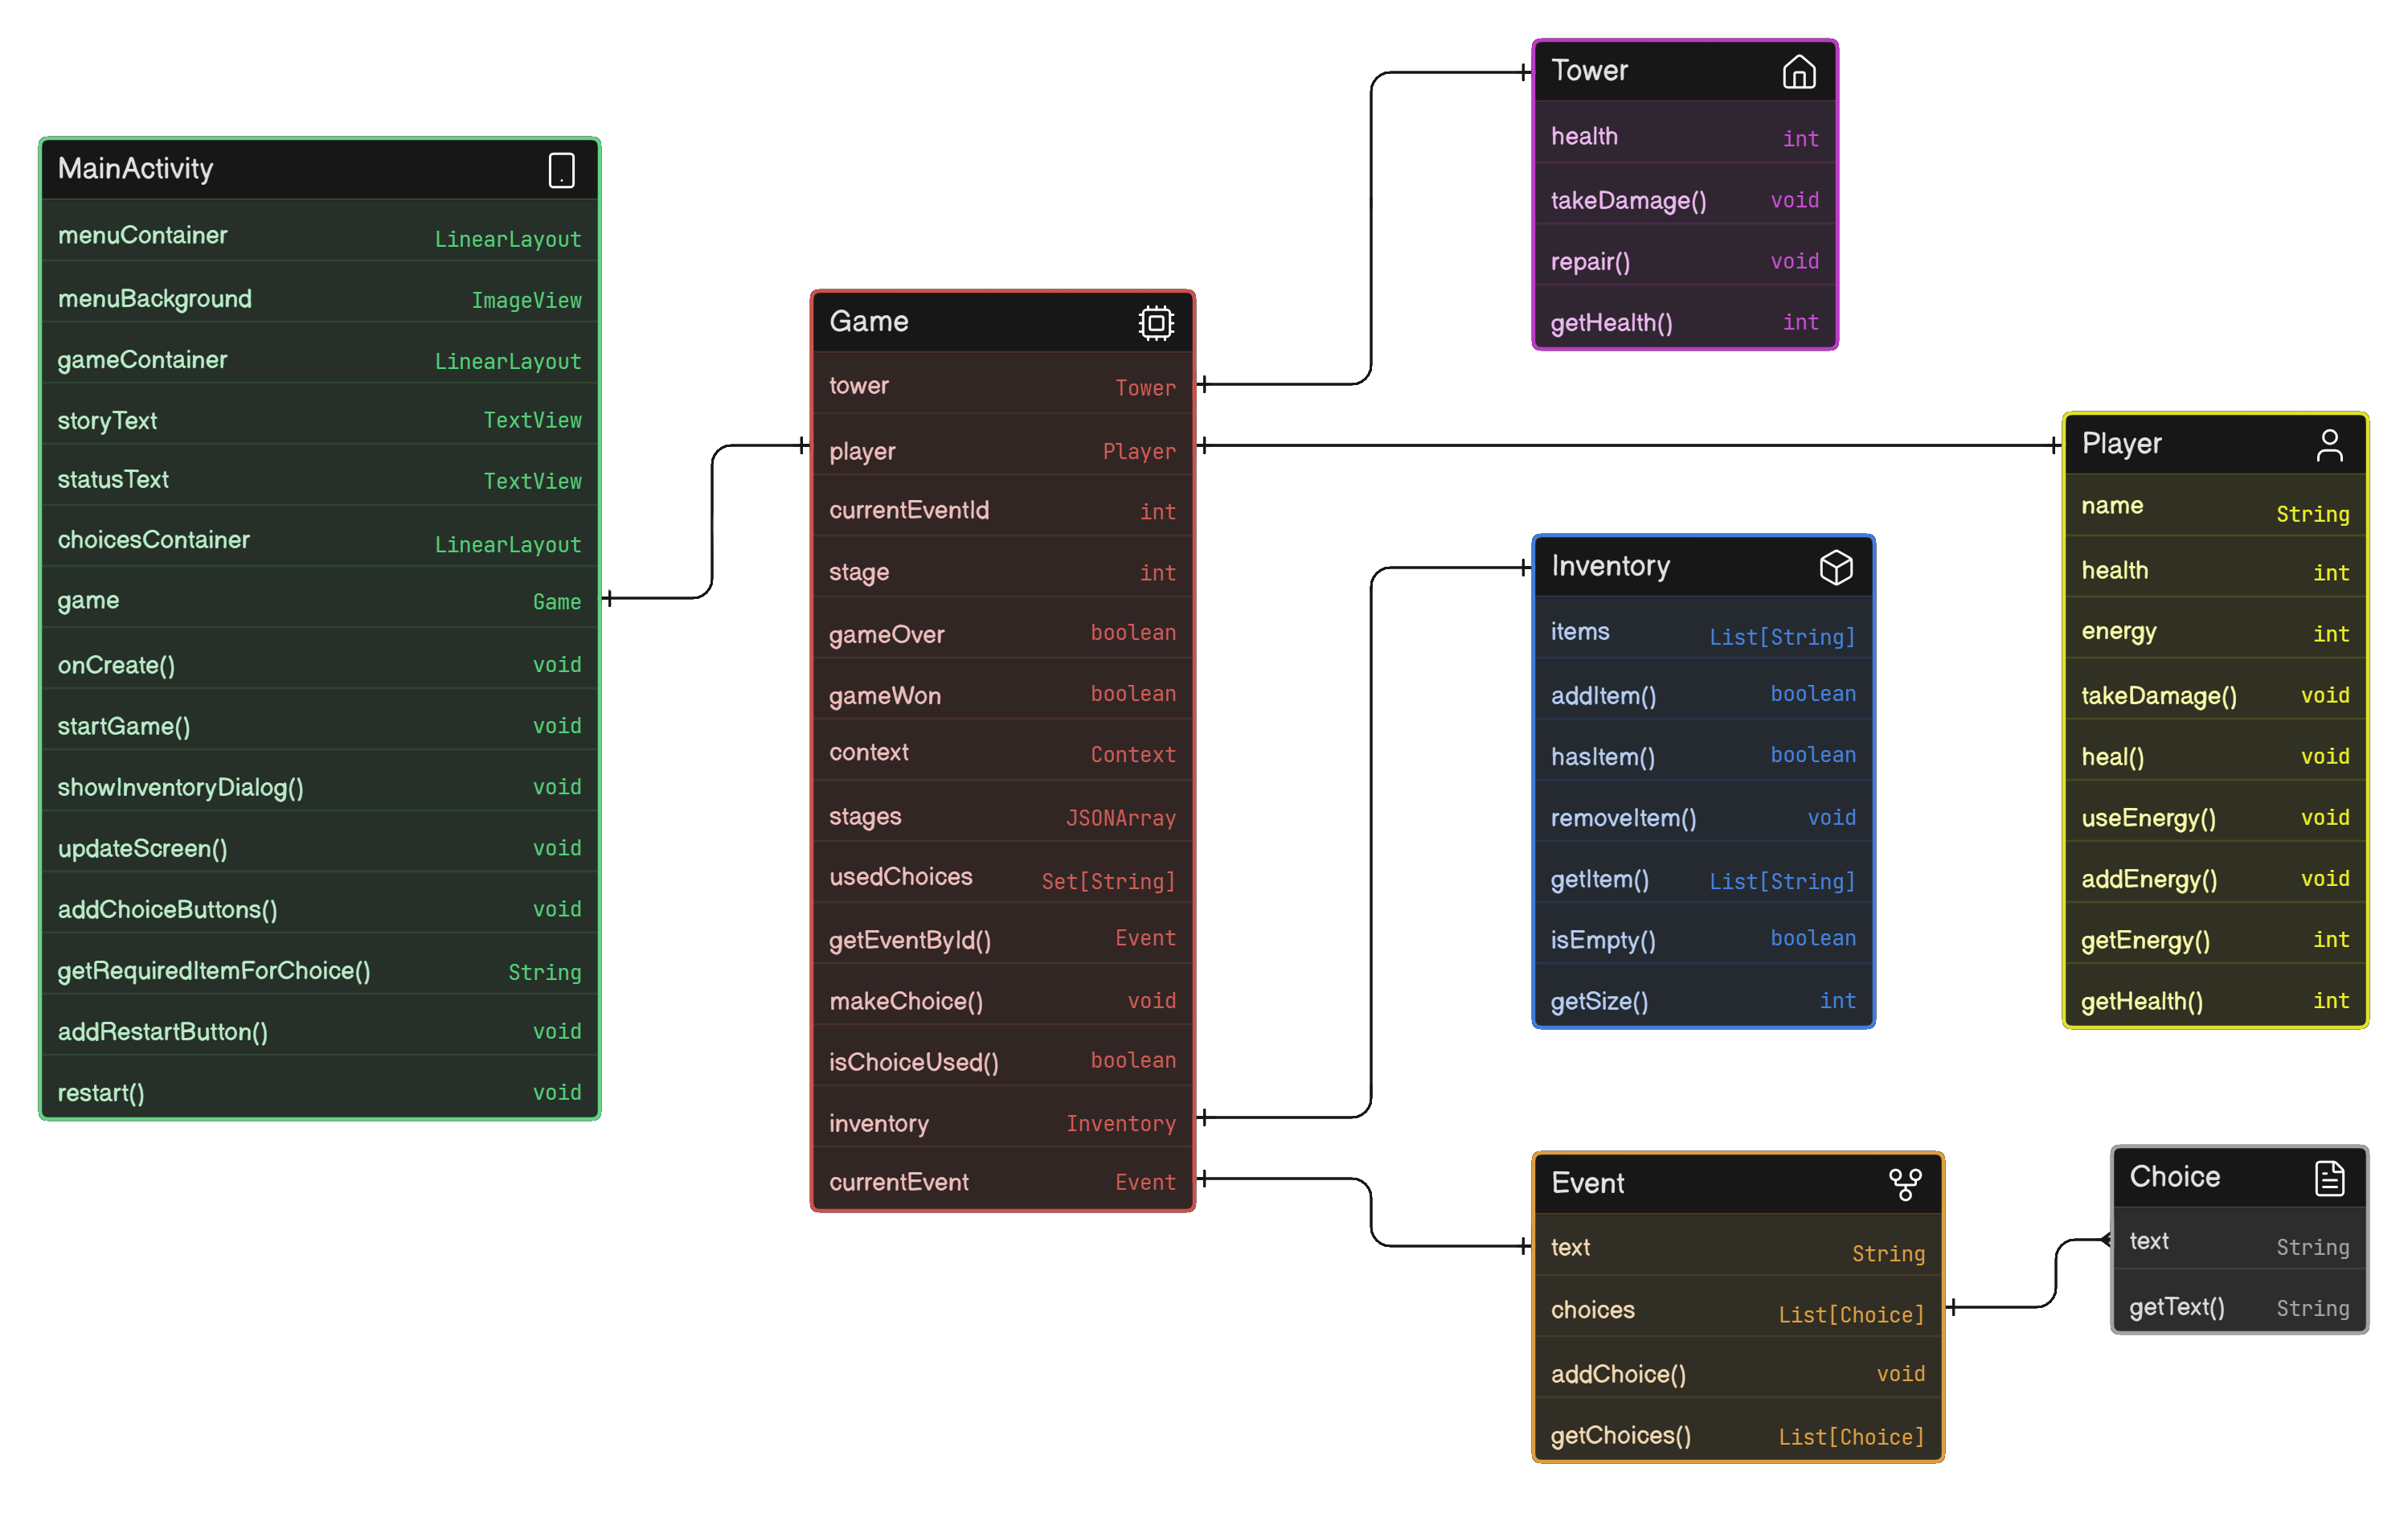 MainActivity
menuContainer LinearLayout
menuBackground ImageView
gameContainer LinearLayout
storyText TextView
statusText TextView
choicesContainer LinearLayout
game Game
onCreate() void
startGame() void
showInventoryDialog() void
updateScreen() void
addChoiceButtons() void
getRequiredItemForChoice() String
addRestartButton() void
restart() void
Game
tower Tower
player Player
currentEventId int
stage int
gameOver boolean
gameWon boolean
context Context
stages JSONArray
usedChoices Set[String]
getEventById() Event
makeChoice() void
isChoiceUsed() boolean
inventory Inventory
currentEvent Event
Tower
health int
takeDamage() void
repair() void
getHealth() int
Player
name String
health int
energy int
takeDamage() void
heal() void
useEnergy() void
addEnergy() void
getEnergy() int
getHealth() int
Inventory
items List[String]
addItem() boolean
hasItem() boolean
removeItem() void
getItem() List[String]
isEmpty() boolean
getSize() int
Event
text String
choices List[Choice]
addChoice() void
getChoices() List[Choice]
Choice
text String
getText() String